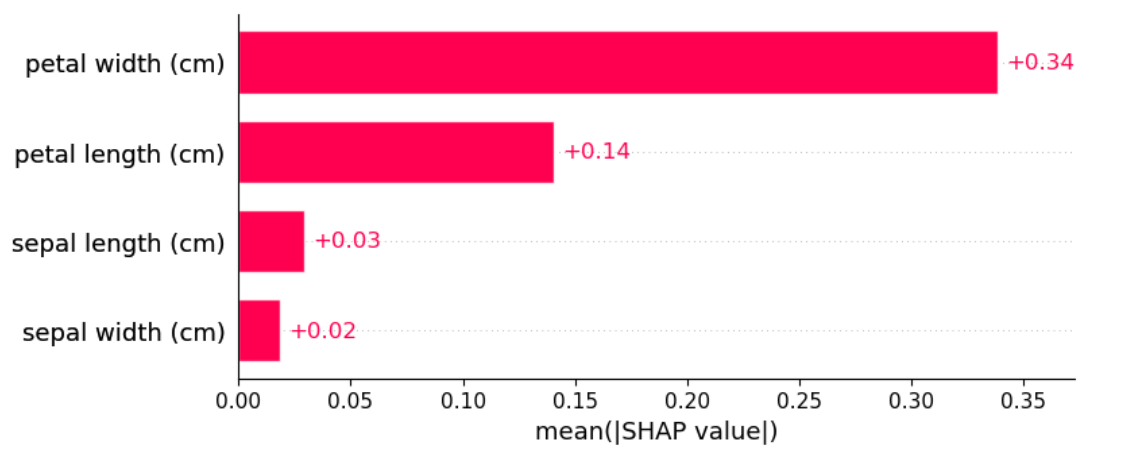 petal width (cm)
+0.34
petal length (cm)
+0.14
sepal length (cm)
+0.03
sepal width (cm)
+0.02
0.00 0.05 0.10 0.15 0.20 0.25 0.30 0.35
mean(|SHAP value|)